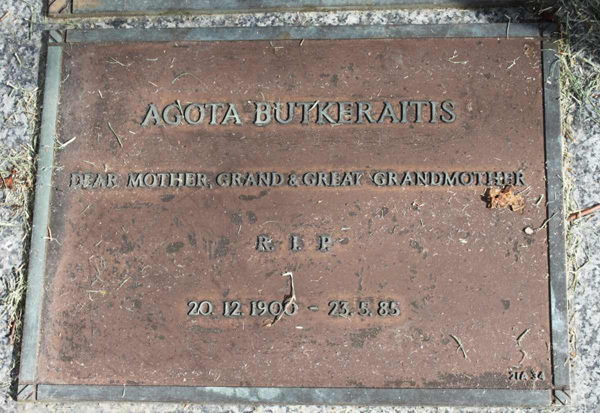 AGOTA BUTKERAITIS
DEAR MOTHER, GRAND & GREAT GRANDMOTHER
R. I. P.
20. 12. 1900 - 23. 5. 85